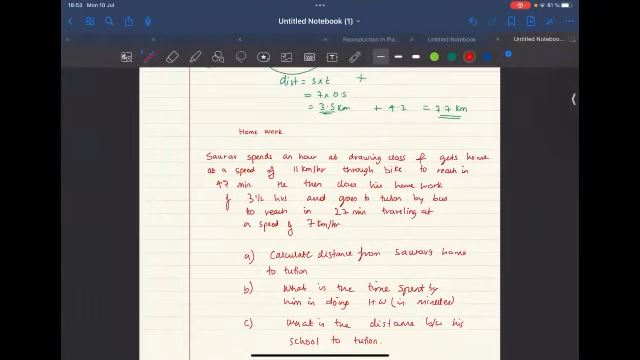 18:53 Mon 10 Jul
81 %
Untitled Notebook (1)
Reproduction In Pla
Untitled Notebook
Untitled Notebook (1)
dist = s x t +
= 7 x 0.5
= 3.5 km + 4.2 = 7.7 km
Home work
Saurav spends an hour at drawing class & gets home
at a speed of 11 km/hr through bike to reach in
47 min He then does his home work
of 3 1/2 hrs and goes to tution by bus
to reach in 27 min traveling at
a speed of 7 km/hr
a) Calculate distance from Saurav's home
to tution
b) What is the time spent by
him in doing H.W (in minutes)
c) What is the distance b/w his
school to tution.